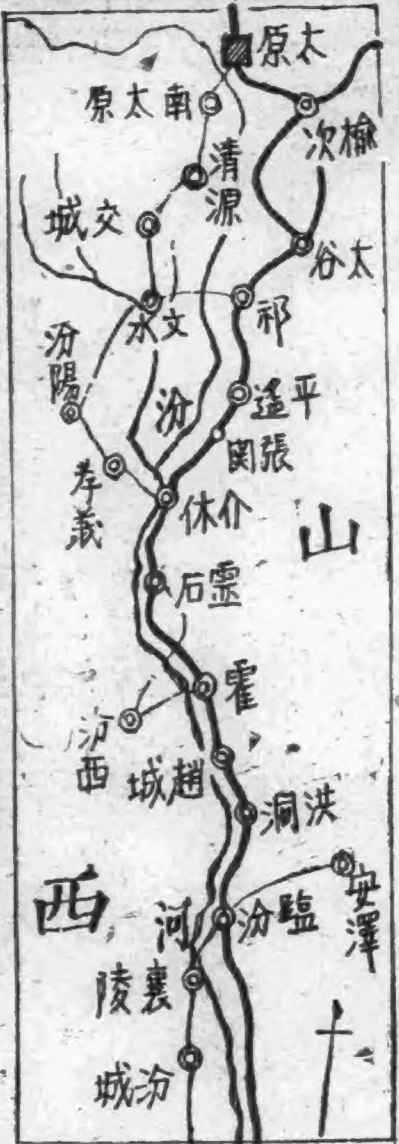 太原
榆次
南太原
清源
交城
太谷
祁
文水
汾陽
平遙
汾
張関
孝義
介休
山
霊石
霍
汾西
趙城
洪洞
安澤
西
河
臨汾
襄陵
汾城